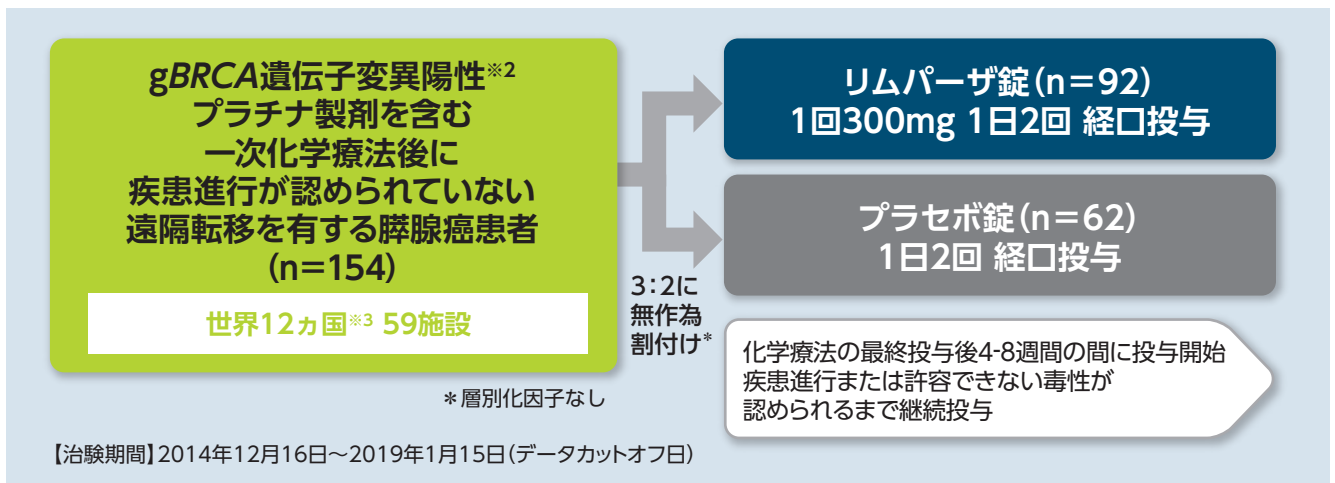 gBRCA遺伝子変異陽性※2
プラチナ製剤を含む
一次化学療法後に
疾患進行が認められていない
遠隔転移を有する膵腺癌患者
(n=154)
世界12ヵ国※3 59施設
*層別化因子なし
3:2に
無作為
割付け*
リムパーザ錠(n=92)
1回300mg 1日2回 経口投与
プラセボ錠(n=62)
1日2回 経口投与
化学療法の最終投与後4-8週間の間に投与開始
疾患進行または許容できない毒性が
認められるまで継続投与
【治験期間】2014年12月16日~2019年1月15日(データカットオフ日)